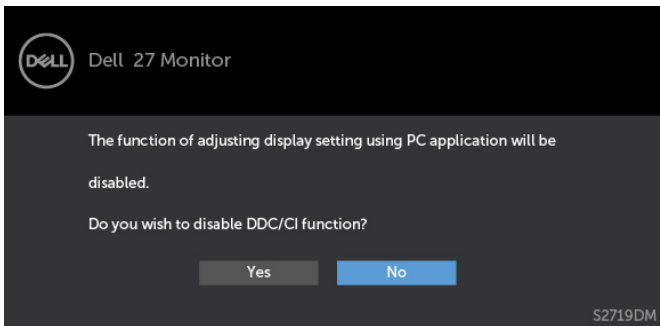 DELL
Dell 27 Monitor
The function of adjusting display setting using PC application will be
disabled.
Do you wish to disable DDC/CI function?
Yes No
S2719DM